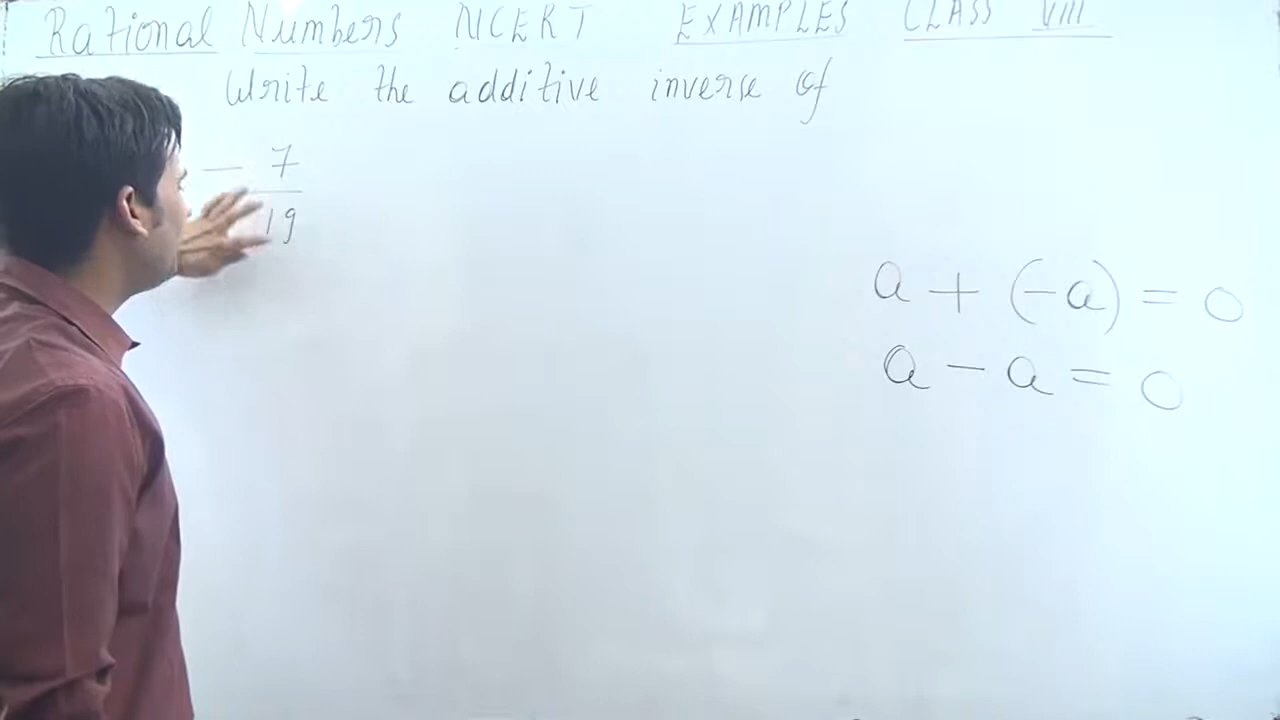 Rational Numbers NCERT EXAMPLES CLASS VIII
Write the additive inverse of
- 7
19
a + (-a) = 0
a - a = 0